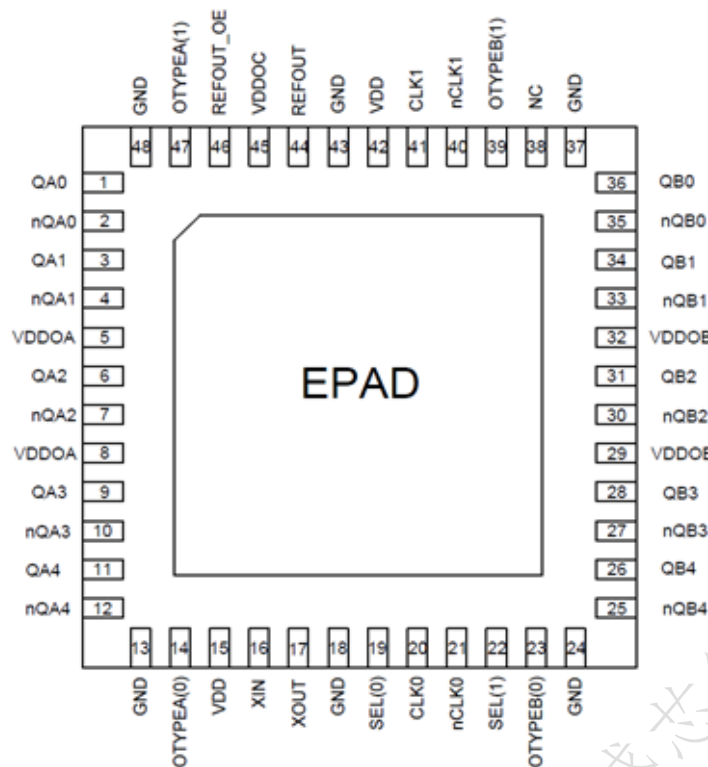 GND OTYPEA(1) REFOUT_OE VDDOC REFOUT GND VDD CLK1 nCLK1 OTYPEB(1) NC GND
48 47 46 45 44 43 42 41 40 39 38 37
QA0 1 36 QB0
nQA0 2 35 nQB0
QA1 3 34 QB1
nQA1 4 33 nQB1
VDDOA 5 32 VDDOB
QA2 6 31 QB2
nQA2 7 30 nQB2
VDDOA 8 29 VDDOB
QA3 9 28 QB3
nQA3 10 27 nQB3
QA4 11 26 QB4
nQA4 12 25 nQB4
EPAD
13 14 15 16 17 18 19 20 21 22 23 24
GND OTYPEA(0) VDD XIN XOUT GND SEL(0) CLK0 nCLK0 SEL(1) OTYPEB(0) GND